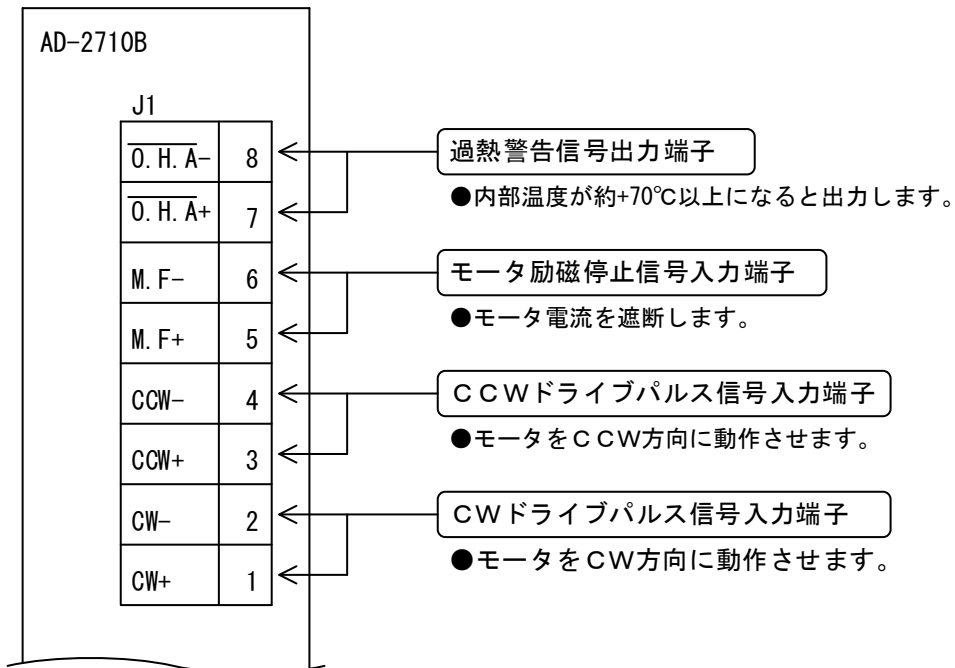 AD-2710B
J1
O.H.A- 8
過熱警告信号出力端子
●内部温度が約+70℃以上になると出力します。
O.H.A+ 7
M.F- 6
モータ励磁停止信号入力端子
●モータ電流を遮断します。
M.F+ 5
CCW- 4
CCWドライブパルス信号入力端子
●モータをCCW方向に動作させます。
CCW+ 3
CW- 2
CWドライブパルス信号入力端子
●モータをCW方向に動作させます。
CW+ 1